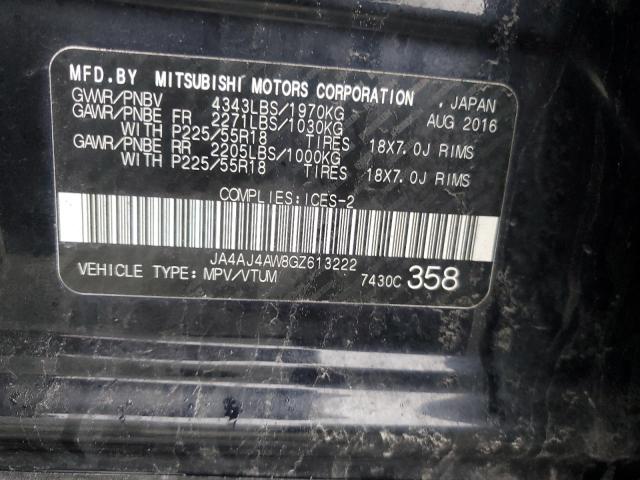 MFD.BY MITSUBISHI MOTORS CORPORATION , JAPAN
GVWR/PNBV 4343LBS/1970KG AUG 2016
GAWR/PNBE FR 2271LBS/1030KG
WITH P225/55R18 TIRES 18X7.0J RIMS
GAWR/PNBE RR 2205LBS/1000KG
WITH P225/55R18 TIRES 18X7.0J RIMS
COMPLIES:ICES-2
JA4AJ4AW8GZ613222
VEHICLE TYPE:MPV/VTUM 7430C 358